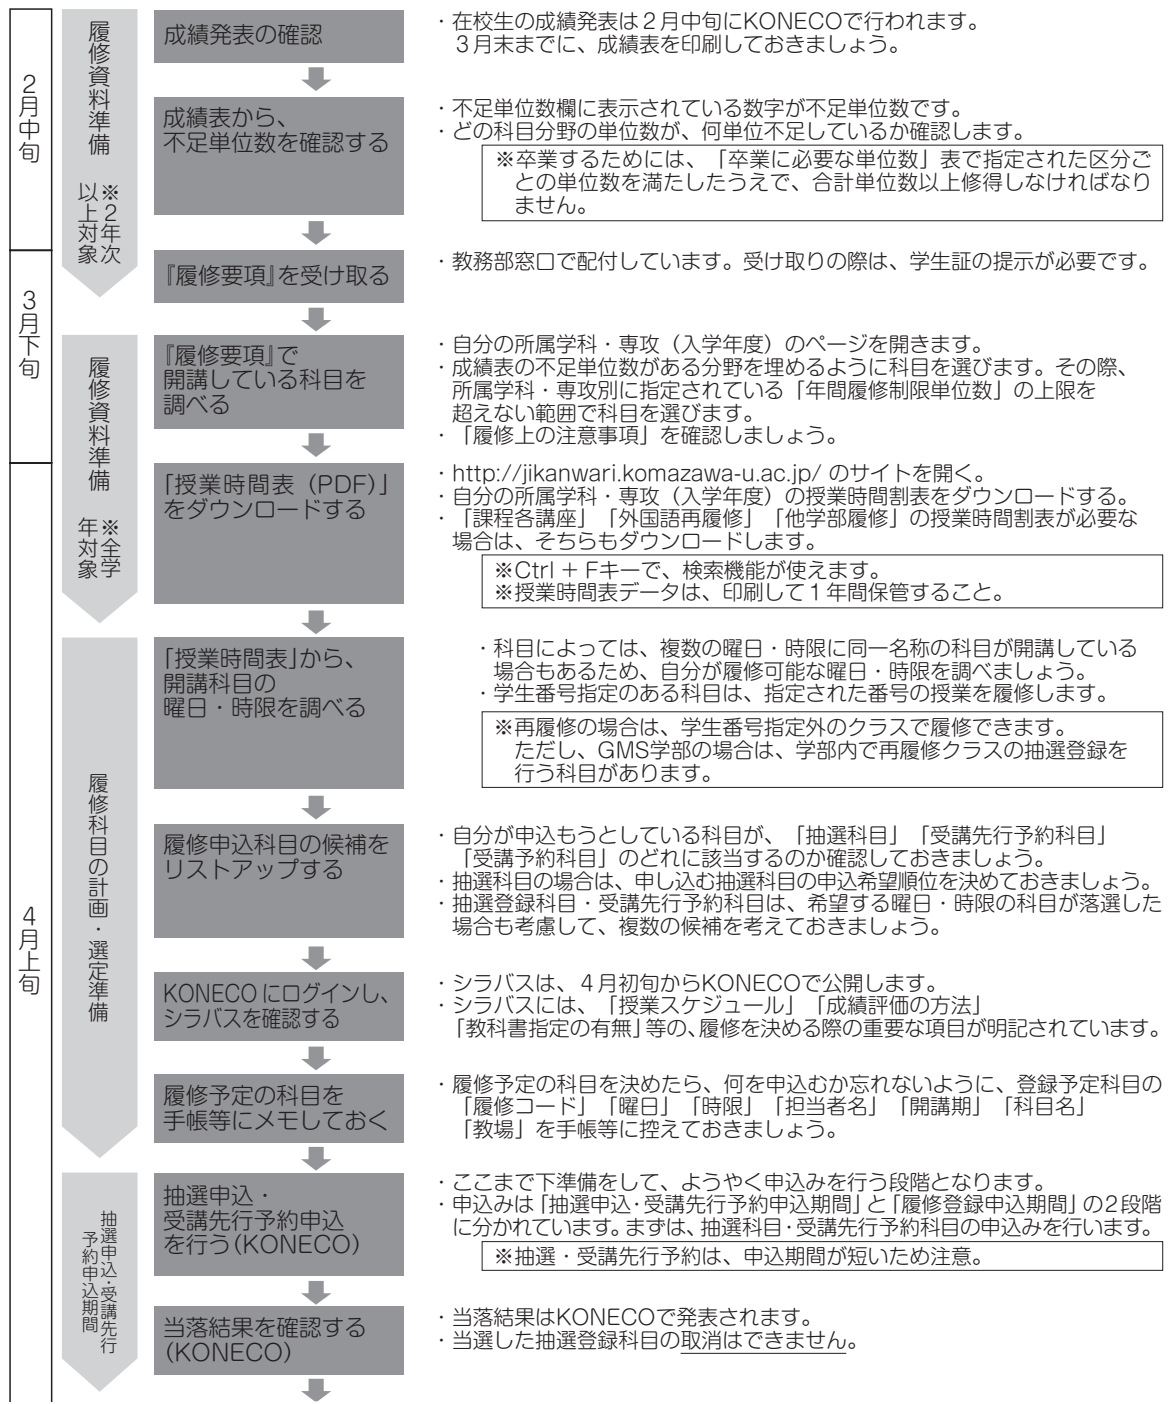 2月中旬
履修資料準備
※2年次
以上対象
成績発表の確認
・在校生の成績発表は2月中旬にKONECOで行われます。
3月末までに、成績表を印刷しておきましょう。
成績表から、
不足単位数を確認する
・不足単位数欄に表示されている数字が不足単位数です。
・どの科目分野の単位数が、何単位不足しているか確認します。
※卒業するためには、「卒業に必要な単位数」表で指定された区分ご
との単位数を満たしたうえで、合計単位数以上修得しなければなり
ません。
3月下旬
『履修要項』を受け取る
・教務部窓口で配付しています。受け取りの際は、学生証の提示が必要です。
履修資料準備
※全学
年対象
『履修要項』で
開講している科目を
調べる
・自分の所属学科・専攻（入学年度）のページを開きます。
・成績表の不足単位数がある分野を埋めるように科目を選びます。その際、
所属学科・専攻別に指定されている「年間履修制限単位数」の上限を
超えない範囲で科目を選びます。
・「履修上の注意事項」を確認しましょう。
4月上旬
「授業時間表（PDF）」
をダウンロードする
・http://jikanwari.komazawa-u.ac.jp/ のサイトを開く。
・自分の所属学科・専攻（入学年度）の授業時間割表をダウンロードする。
・「課程各講座」「外国語再履修」「他学部履修」の授業時間割表が必要な
場合は、そちらもダウンロードします。
※Ctrl + Fキーで、検索機能が使えます。
※授業時間表データは、印刷して1年間保管すること。
履修科目の計画・選定準備
「授業時間表」から、
開講科目の
曜日・時限を調べる
・科目によっては、複数の曜日・時限に同一名称の科目が開講している
場合もあるため、自分が履修可能な曜日・時限を調べましょう。
・学生番号指定のある科目は、指定された番号の授業を履修します。
※再履修の場合は、学生番号指定外のクラスで履修できます。
ただし、GMS学部の場合は、学部内で再履修クラスの抽選登録を
行う科目があります。
履修申込科目の候補を
リストアップする
・自分が申込もうとしている科目が、「抽選科目」「受講先行予約科目」
「受講予約科目」のどれに該当するのか確認しておきましょう。
・抽選科目の場合は、申し込む抽選科目の申込希望順位を決めておきましょう。
・抽選登録科目・受講先行予約科目は、希望する曜日・時限の科目が落選した
場合も考慮して、複数の候補を考えておきましょう。
KONECO にログインし、
シラバスを確認する
・シラバスは、4月初旬からKONECOで公開します。
・シラバスには、「授業スケジュール」「成績評価の方法」
「教科書指定の有無」等の、履修を決める際の重要な項目が明記されています。
履修予定の科目を
手帳等にメモしておく
・履修予定の科目を決めたら、何を申込むか忘れないように、登録予定科目の
「履修コード」「曜日」「時限」「担当者名」「開講期」「科目名」
「教場」を手帳等に控えておきましょう。
抽選申込・受講先行
予約申込期間
抽選申込・
受講先行予約申込
を行う（KONECO）
・ここまで下準備をして、ようやく申込みを行う段階となります。
・申込みは「抽選申込・受講先行予約申込期間」と「履修登録申込期間」の2段階
に分かれています。まずは、抽選科目・受講先行予約科目の申込みを行います。
※抽選・受講先行予約は、申込期間が短いため注意。
当落結果を確認する
（KONECO）
・当落結果はKONECOで発表されます。
・当選した抽選登録科目の取消はできません。